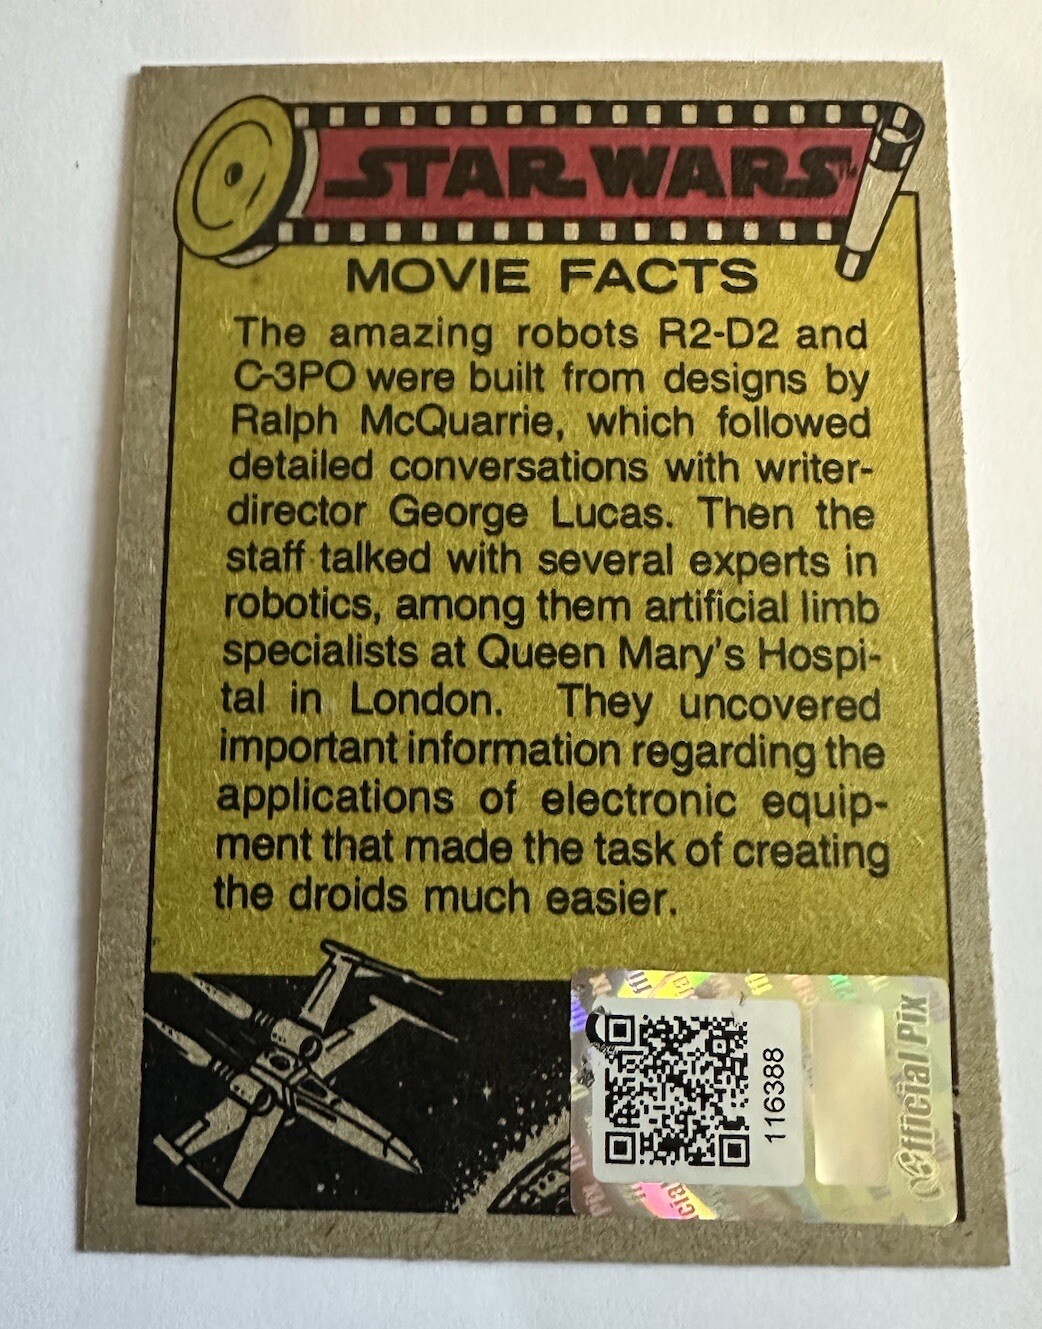 STAR WARS™
MOVIE FACTS
The amazing robots R2-D2 and
C-3PO were built from designs by
Ralph McQuarrie, which followed
detailed conversations with writer-
director George Lucas. Then the
staff talked with several experts in
robotics, among them artificial limb
specialists at Queen Mary's Hospi-
tal in London. They uncovered
important information regarding the
applications of electronic equip-
ment that made the task of creating
the droids much easier.
116388
Official Pix